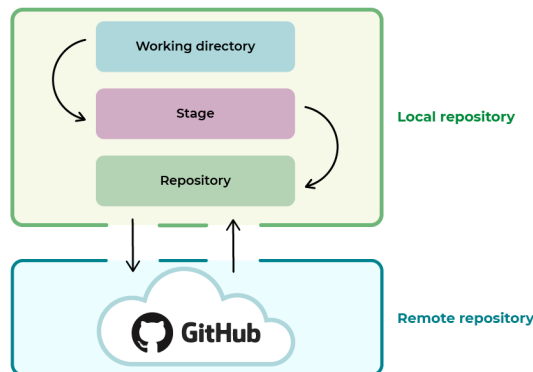 Working directory
Stage
Local repository
Repository
GitHub
Remote repository